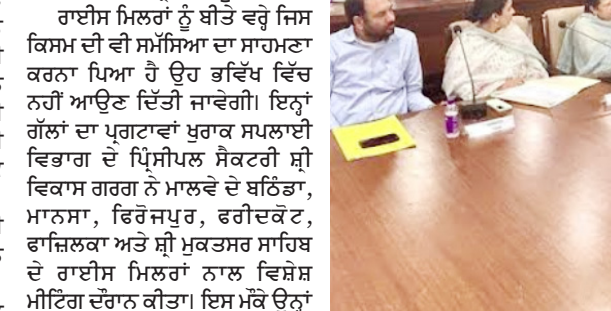 ਰਾਈਸ ਮਿਲਰਾਂ ਨੂੰ ਬੀਤੇ ਵਰ੍ਹੇ ਜਿਸ
ਕਿਸਮ ਦੀ ਵੀ ਸਮੱਸਿਆ ਦਾ ਸਾਹਮਣਾ
ਕਰਨਾ ਪਿਆ ਹੈ ਉਹ ਭਵਿੱਖ ਵਿੱਚ
ਨਹੀਂ ਆਉਣ ਦਿੱਤੀ ਜਾਵੇਗੀ। ਇਨ੍ਹਾਂ
ਗੱਲਾਂ ਦਾ ਪ੍ਰਗਟਾਵਾਂ ਖੁਰਾਕ ਸਪਲਾਈ
ਵਿਭਾਗ ਦੇ ਪ੍ਰਿੰਸੀਪਲ ਸੈਕਟਰੀ ਸ਼੍ਰੀ
ਵਿਕਾਸ ਗਰਗ ਨੇ ਮਾਲਵੇ ਦੇ ਬਠਿੰਡਾ,
ਮਾਨਸਾ, ਫਿਰੋਜਪੁਰ, ਫਰੀਦਕੋਟ,
ਫਾਜ਼ਿਲਕਾ ਅਤੇ ਸ਼੍ਰੀ ਮੁਕਤਸਰ ਸਾਹਿਬ
ਦੇ ਰਾਈਸ ਮਿਲਰਾਂ ਨਾਲ ਵਿਸ਼ੇਸ਼
ਮੀਟਿੰਗ ਦੌਰਾਨ ਕੀਤਾ। ਇਸ ਮੌਕੇ ਉਨ੍ਹਾਂ